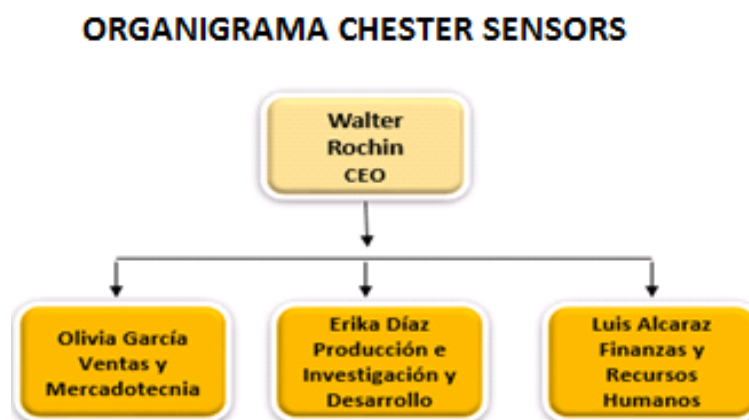 ORGANIGRAMA CHESTER SENSORS
Walter
Rochin
CEO
Olivia García
Ventas y
Mercadotecnia
Erika Díaz
Producción e
Investigación y
Desarrollo
Luis Alcaraz
Finanzas y
Recursos
Humanos